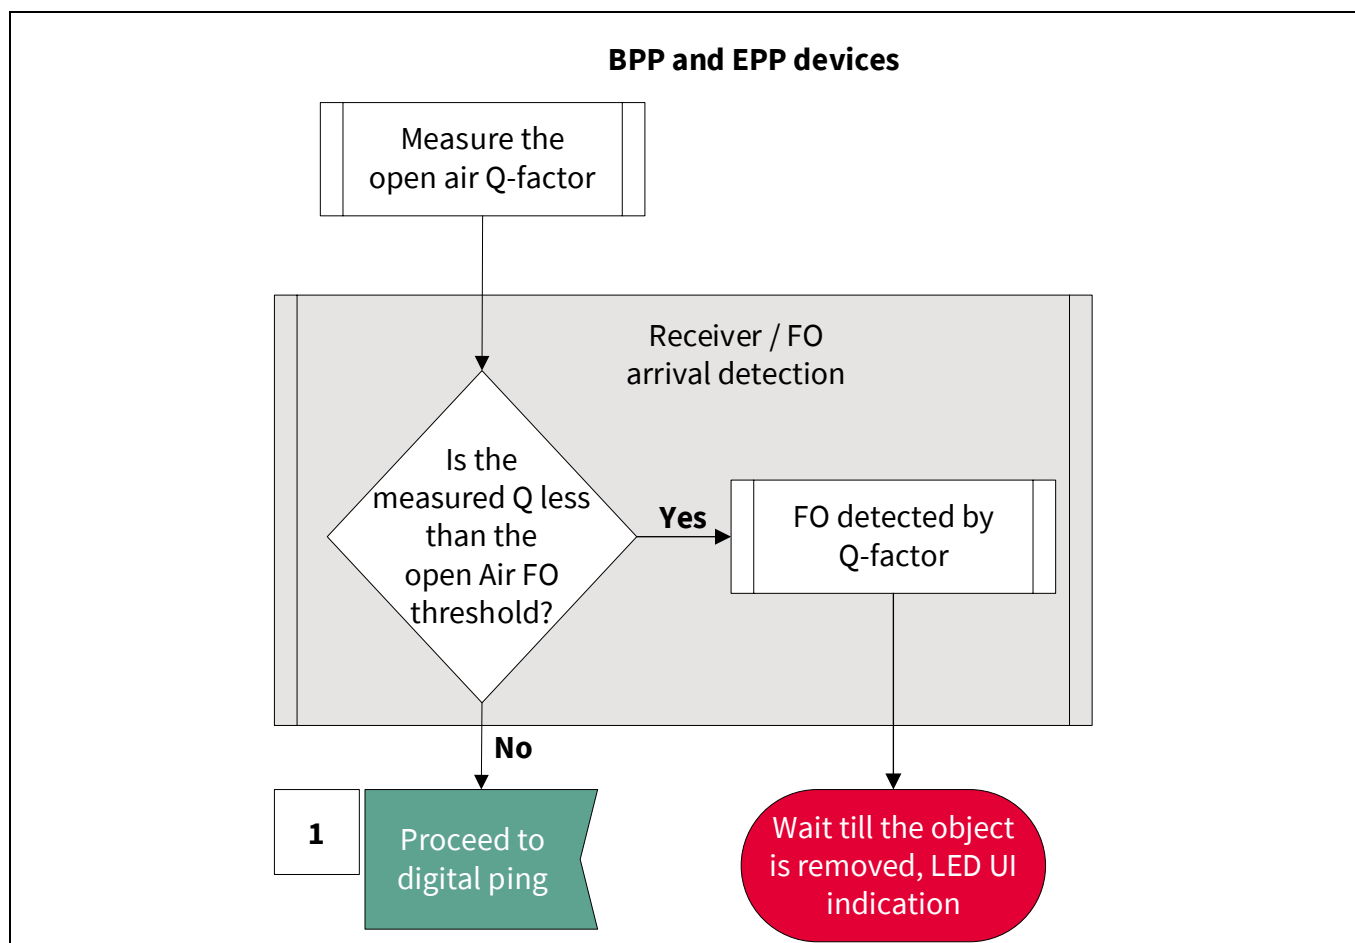 BPP and EPP devices
Measure the
open air Q-factor
Receiver / FO
arrival detection
Is the
measured Q less
than the
open Air FO
threshold?
Yes
FO detected by
Q-factor
No
1
Proceed to
digital ping
Wait till the object
is removed, LED UI
indication